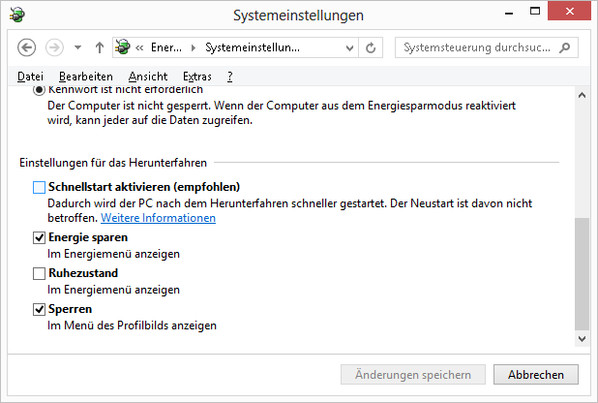 Systemeinstellungen
« Ener... ▸ Systemeinstellun...
Systemsteuerung durchsuc...
Datei Bearbeiten Ansicht Extras ?
Kennwort ist nicht erforderlich
Der Computer ist nicht gesperrt. Wenn der Computer aus dem Energiesparmodus reaktiviert
wird, kann jeder auf die Daten zugreifen.
Einstellungen für das Herunterfahren
Schnellstart aktivieren (empfohlen)
Dadurch wird der PC nach dem Herunterfahren schneller gestartet. Der Neustart ist davon nicht
betroffen. Weitere Informationen
Energie sparen
Im Energiemenü anzeigen
Ruhezustand
Im Energiemenü anzeigen
Sperren
Im Menü des Profilbilds anzeigen
Änderungen speichern
Abbrechen